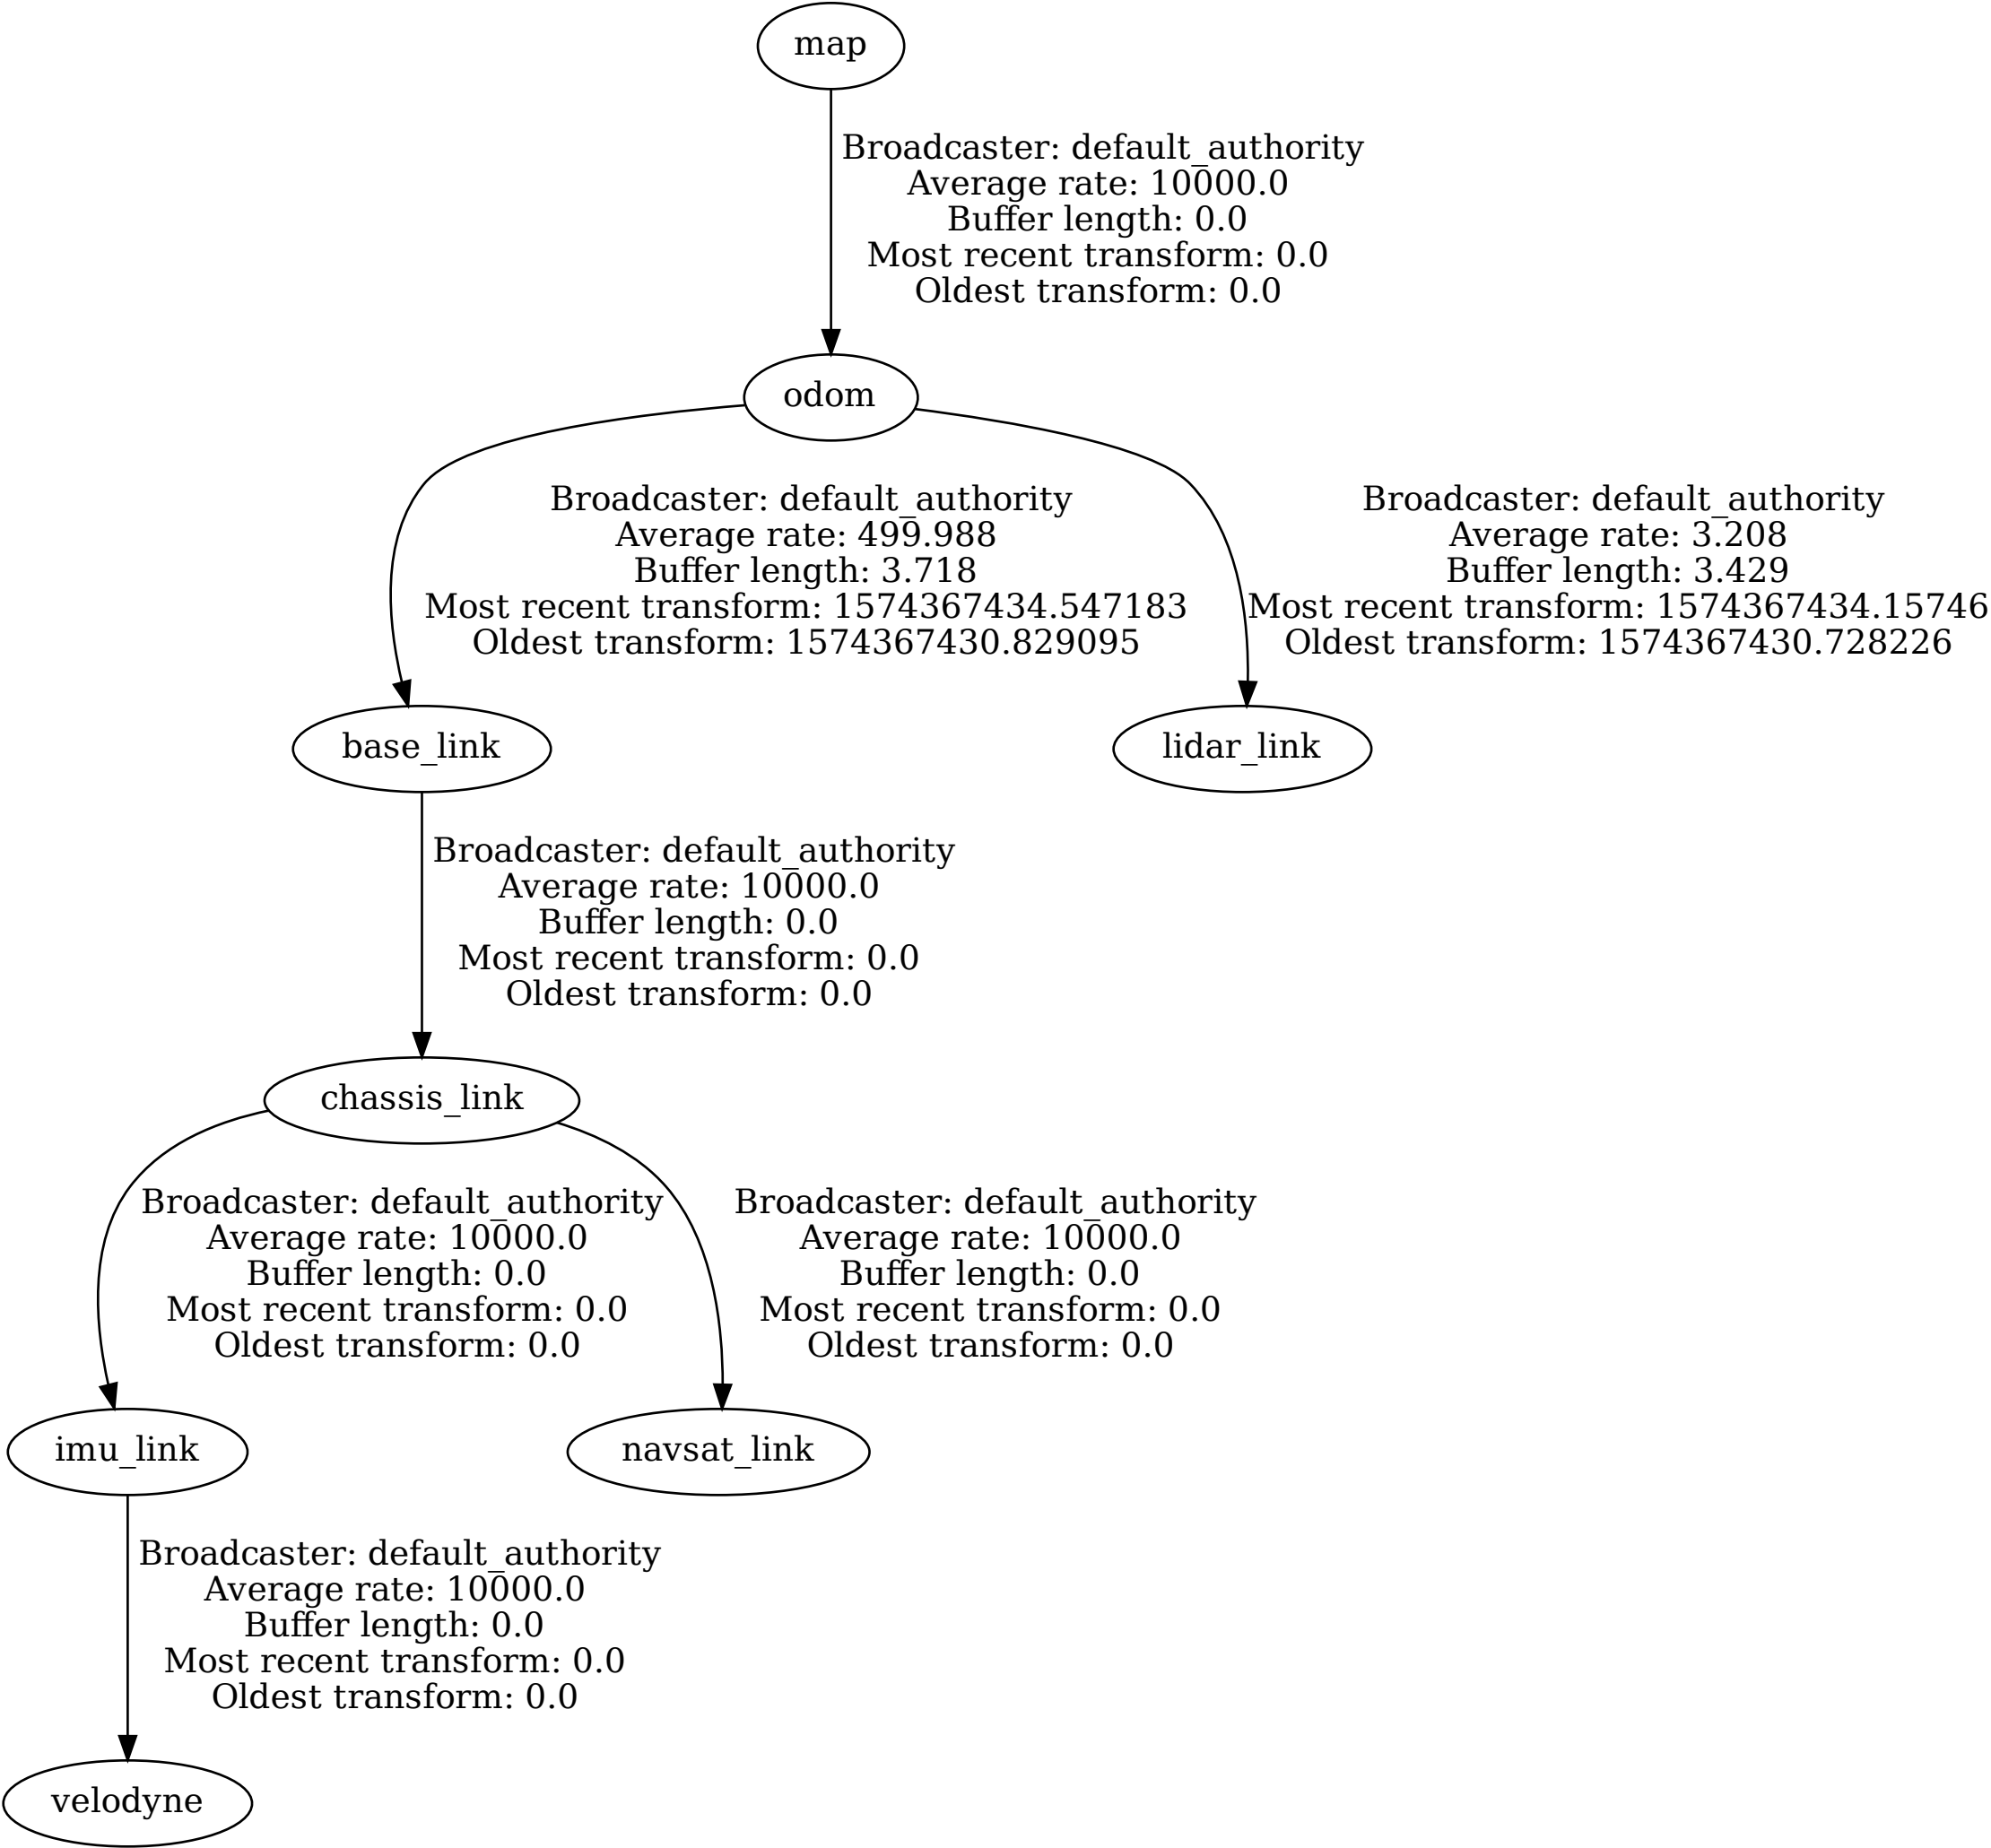 map
Broadcaster: default_authority
Average rate: 10000.0
Buffer length: 0.0
Most recent transform: 0.0
Oldest transform: 0.0
odom
Broadcaster: default_authority
Average rate: 499.988
Buffer length: 3.718
Most recent transform: 1574367434.547183
Oldest transform: 1574367430.829095
Broadcaster: default_authority
Average rate: 3.208
Buffer length: 3.429
Most recent transform: 1574367434.15746
Oldest transform: 1574367430.728226
base_link
lidar_link
Broadcaster: default_authority
Average rate: 10000.0
Buffer length: 0.0
Most recent transform: 0.0
Oldest transform: 0.0
chassis_link
Broadcaster: default_authority
Average rate: 10000.0
Buffer length: 0.0
Most recent transform: 0.0
Oldest transform: 0.0
Broadcaster: default_authority
Average rate: 10000.0
Buffer length: 0.0
Most recent transform: 0.0
Oldest transform: 0.0
imu_link
navsat_link
Broadcaster: default_authority
Average rate: 10000.0
Buffer length: 0.0
Most recent transform: 0.0
Oldest transform: 0.0
velodyne